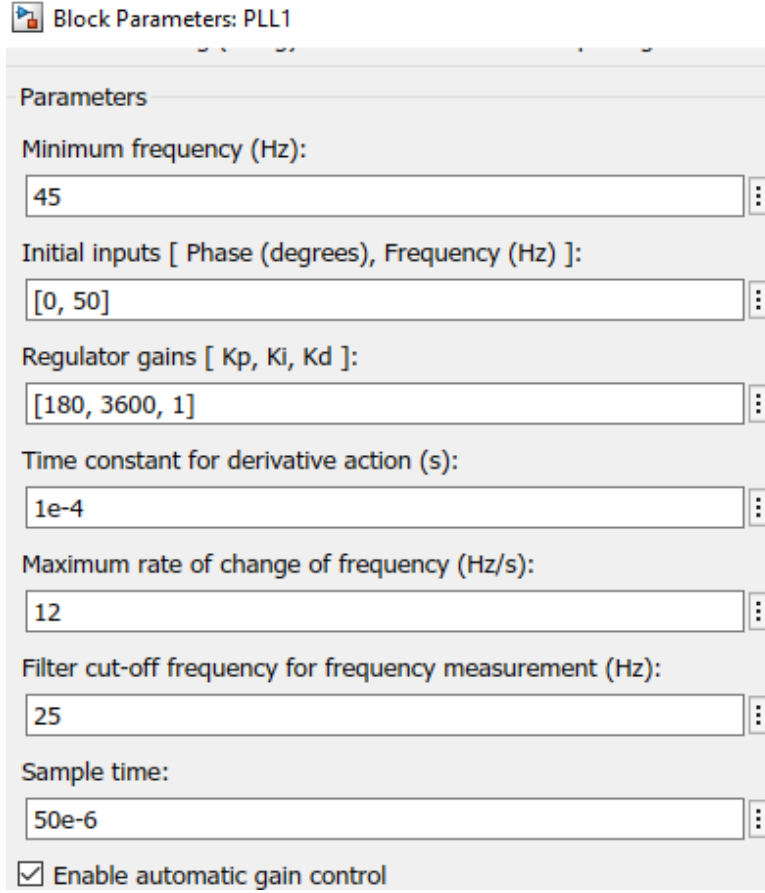 Block Parameters: PLL1
Parameters
Minimum frequency (Hz):
45
Initial inputs [ Phase (degrees), Frequency (Hz) ]:
[0, 50]
Regulator gains [ Kp, Ki, Kd ]:
[180, 3600, 1]
Time constant for derivative action (s):
1e-4
Maximum rate of change of frequency (Hz/s):
12
Filter cut-off frequency for frequency measurement (Hz):
25
Sample time:
50e-6
Enable automatic gain control